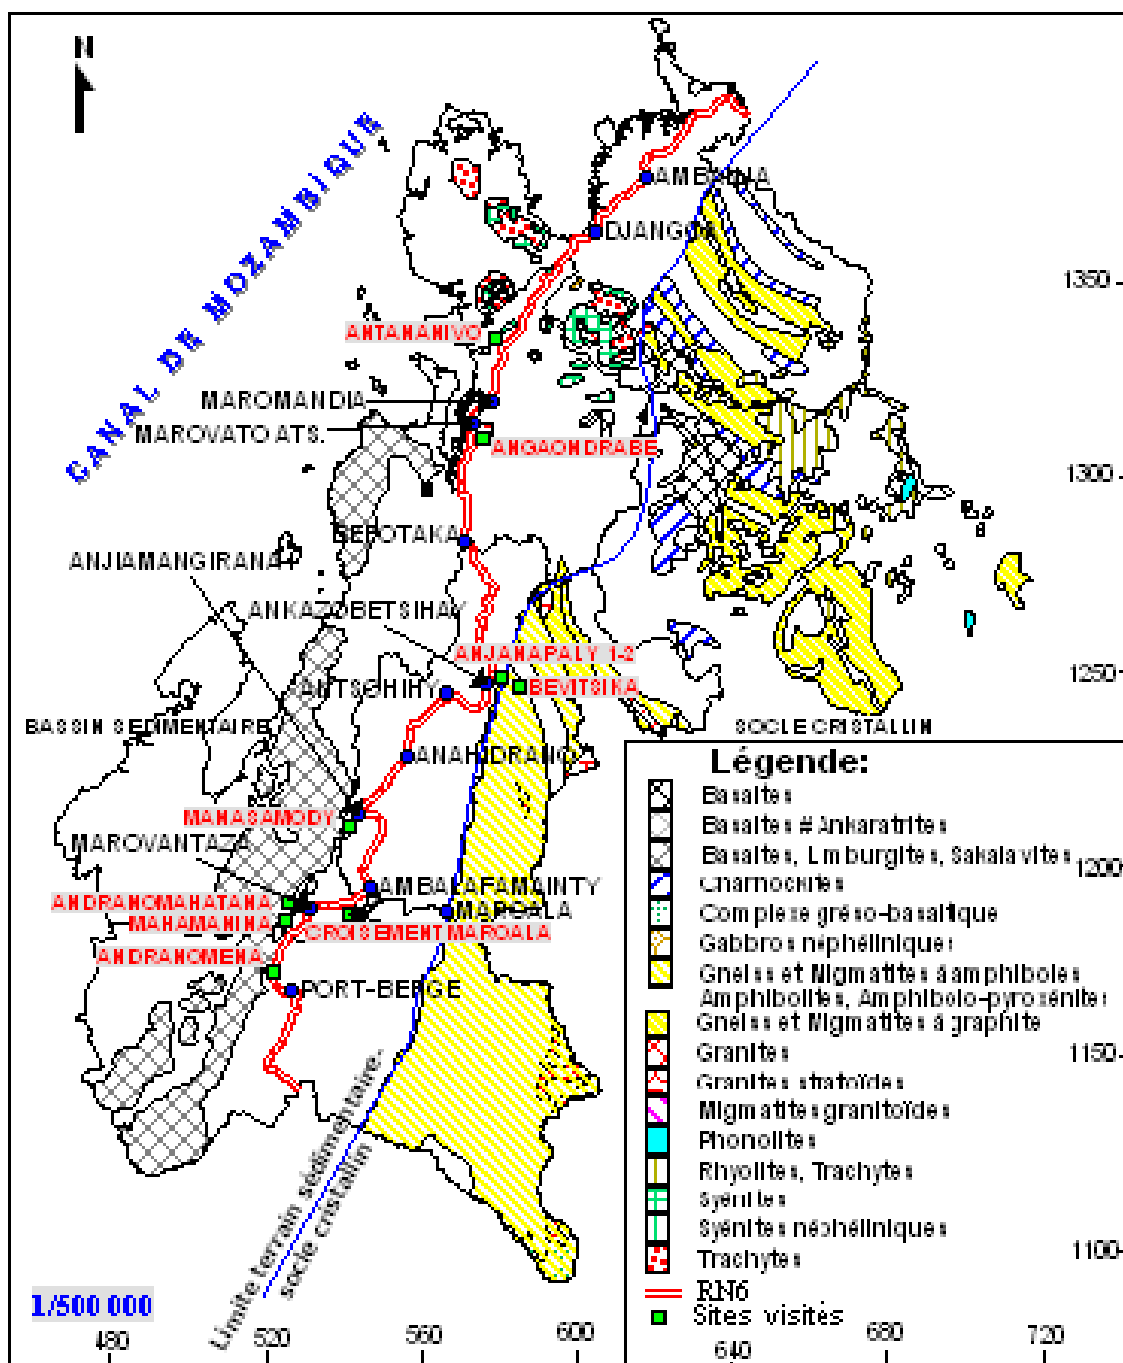 N
CANAL DE MOZAMBIQUE
AMBANJA
DJANGOA
1350
ANTANANIVO
MAROMANDIA
MAROVATO ATS.
ANGAONDRABE
1300
BEFOTAKA
ANJIAMANGIRANA I
ANKAZOBETSIHAY
ANJANAPALY 1-2
BEVITSIKA
1250
ANTSOHIHY
BASSIN SEDIMENTAIRE
SOCLE CRISTALLIN
ANAHIDRANO
MAHASAMODY
MAROVANTAZA
1200
AMBALAFAMAINTY
ANDRANOMAHATANA
MAROALA
MAHAMANINA
CROISEMENT MAROALA
ANDRANOMENA
PORT-BERGE
1150
1100
Limite terrain sédimentaire-
socle cristallin
Légende:
Basaltes
Basaltes # Ankaratrites
Basaltes, Limburgites, Sakalavites
Charnockites
Complexe gréso-basaltique
Gabbros néphéliniques
Gneiss et Migmatites à amphiboles
Amphibolites, Amphibolo-pyroxénites
Gneiss et Migmatites à graphite
Granites
Granites stratoïdes
Migmatites granitoïdes
Phonolites
Rhyolites, Trachytes
Syénites
Syénites néphéliniques
Trachytes
RN6
Sites visités
1/500 000
480
520
560
600
640
680
720